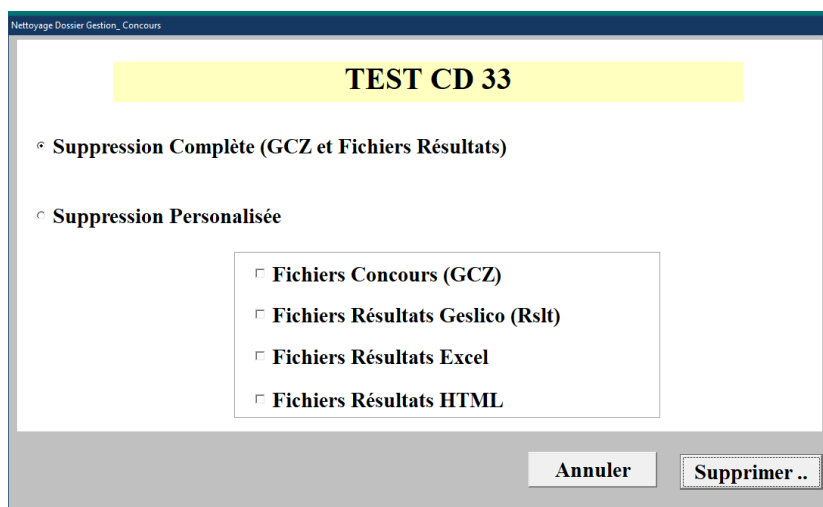 Nettoyage Dossier Gestion_ Concours
TEST CD 33
Suppression Complète (GCZ et Fichiers Résultats)
Suppression Personalisée
Fichiers Concours (GCZ)
Fichiers Résultats Geslico (Rslt)
Fichiers Résultats Excel
Fichiers Résultats HTML
Annuler
Supprimer ..